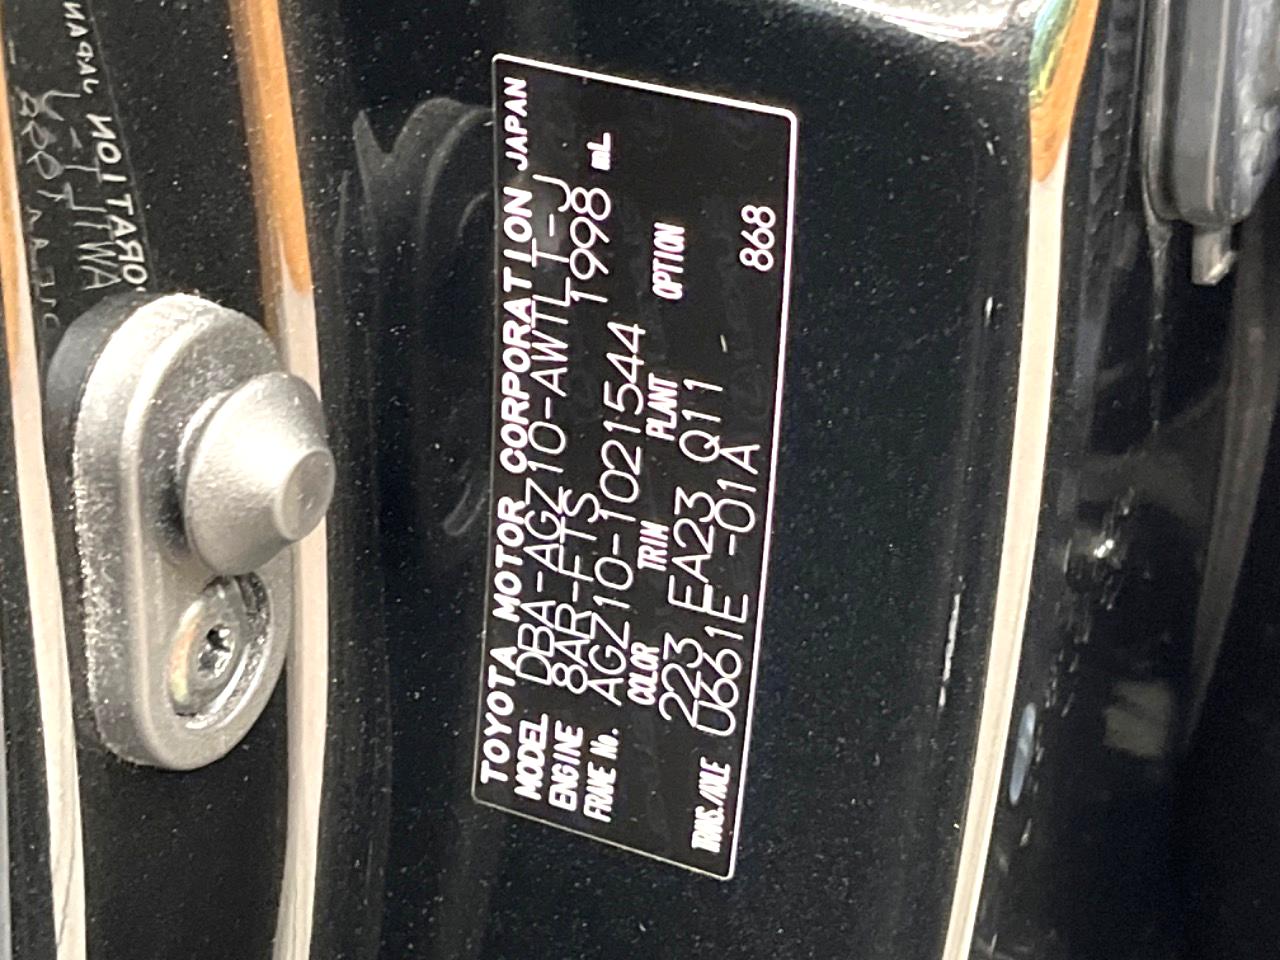 TOYOTA MOTOR CORPORATION JAPAN
MODEL DBA-AGZ10-AWTLT-J
ENGINE 8AR-FTS 1998 mL
FRAME No. AGZ10-1021544
COLOR TRIM PLANT OPTION
223 EA23 Q11
TRANS./AXLE U661E -01A 868